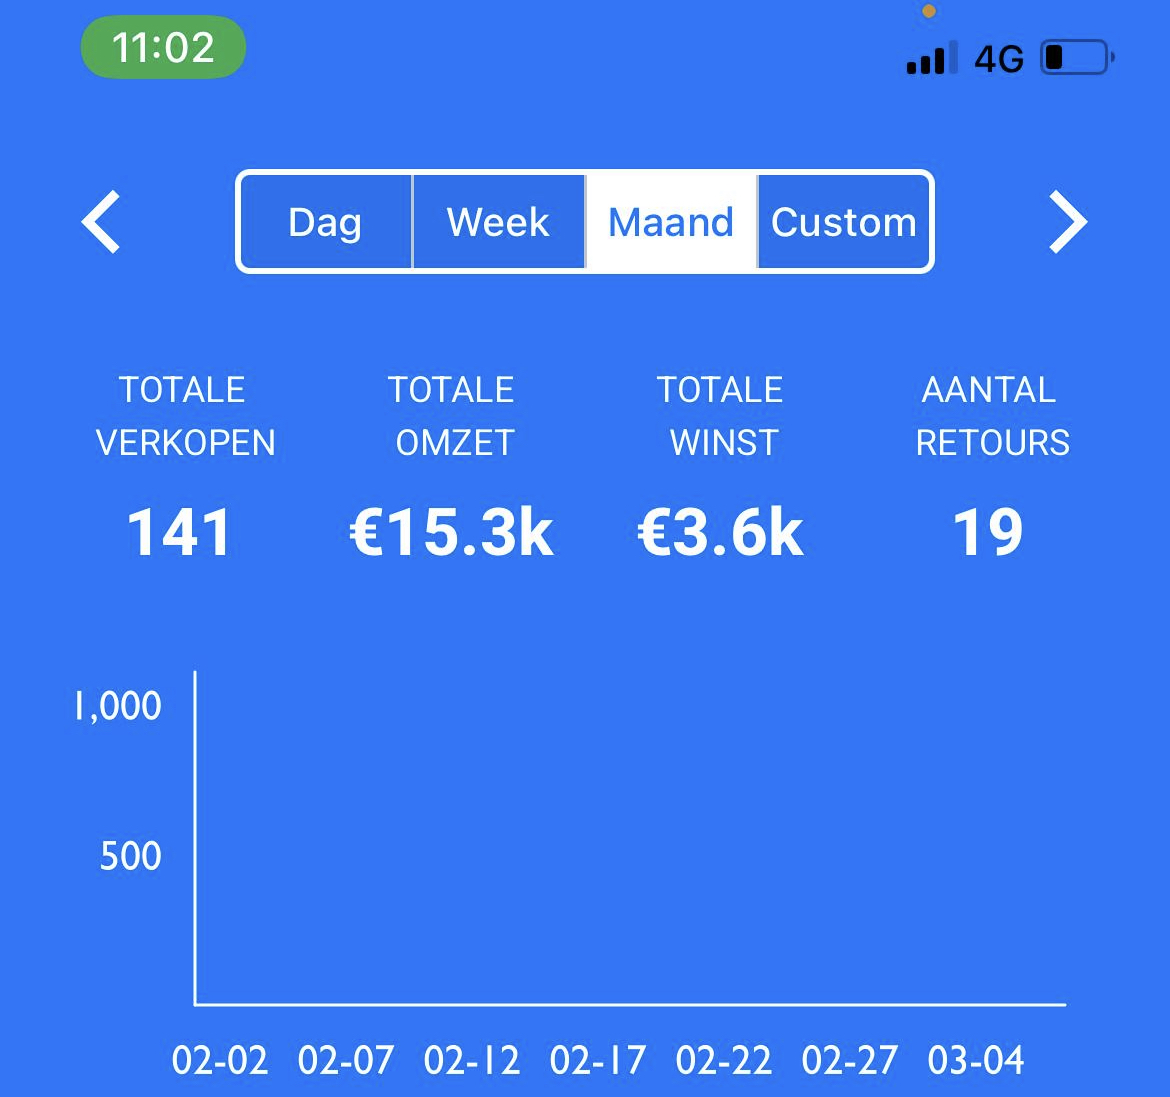 11:02 4G
Dag Week Maand Custom
TOTALE TOTALE TOTALE AANTAL
VERKOPEN OMZET WINST RETOURS
141 €15.3k €3.6k 19
1,000
500
02-02 02-07 02-12 02-17 02-22 02-27 03-04